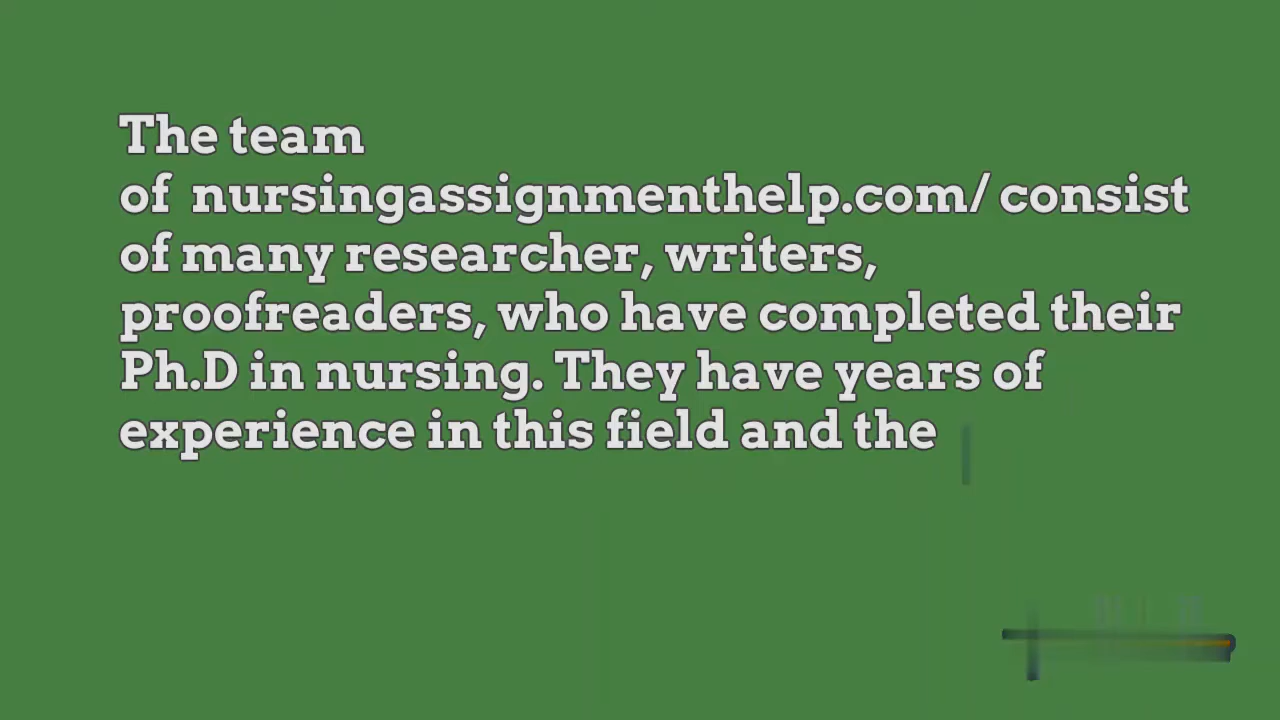 The team
of  nursingassignmenthelp.com/ consist
of many researcher, writers,
proofreaders, who have completed their
Ph.D in nursing. They have years of
experience in this field and the